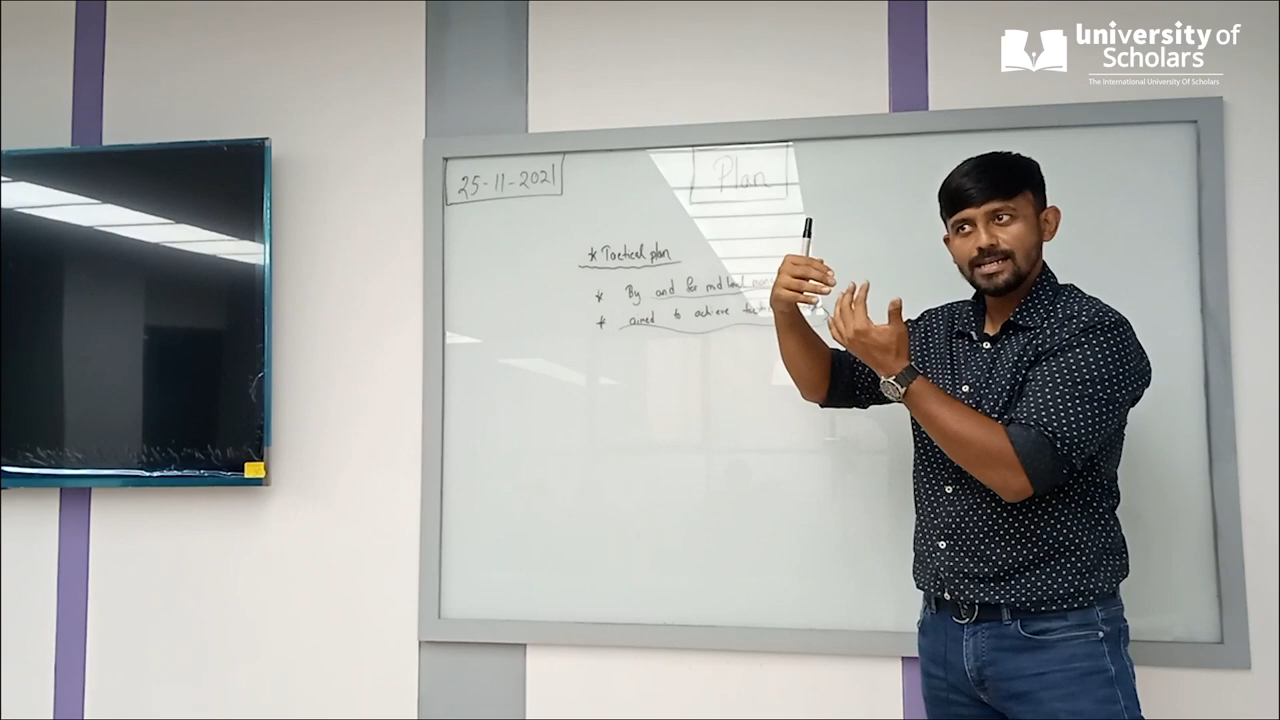 university of
Scholars
The International University Of Scholars
25-11-2021
Plan
* Tactical plan
* By and for mid level
* aimed to achieve